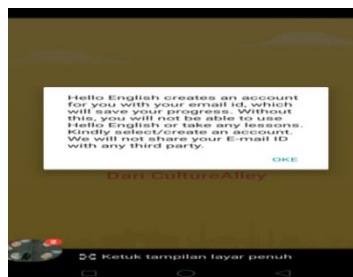 Hello English creates an account
for you with your email id, which
will save your progress. Without
this, you will not be able to use
Hello English or take any lessons.
Kindly select/create an account.
We will not share your E-mail ID
with any third party.
OKE
Dari CultureAlley
Ketuk tampilan layar penuh